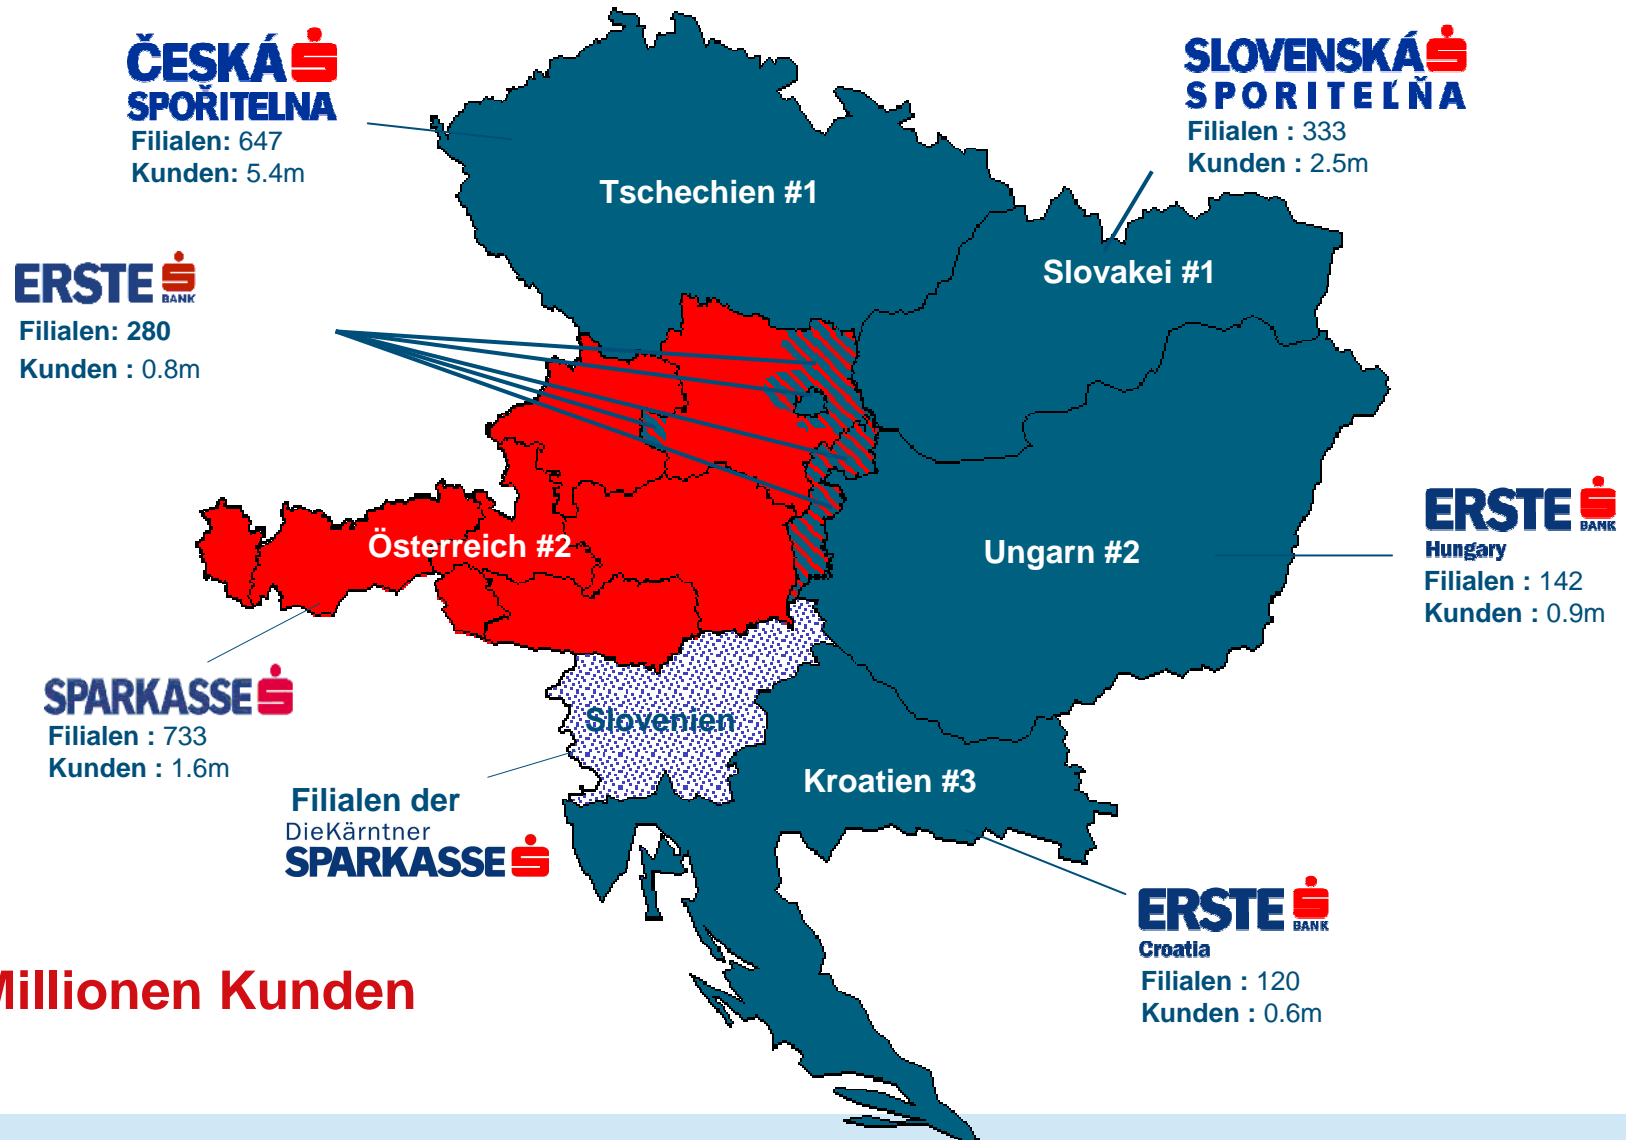 ČESKÁ
SPOŘITELNA
Filialen: 647
Kunden: 5.4m
SLOVENSKÁ
SPORITEĽŇA
Filialen : 333
Kunden : 2.5m
Tschechien #1
Slovakei #1
ERSTE
BANK
Filialen: 280
Kunden : 0.8m
Österreich #2
Ungarn #2
ERSTE
BANK
Hungary
Filialen : 142
Kunden : 0.9m
SPARKASSE
Filialen : 733
Kunden : 1.6m
Slovenien
Kroatien #3
Filialen der
DieKärntner
SPARKASSE
ERSTE
BANK
Croatia
Filialen : 120
Kunden : 0.6m
Millionen Kunden